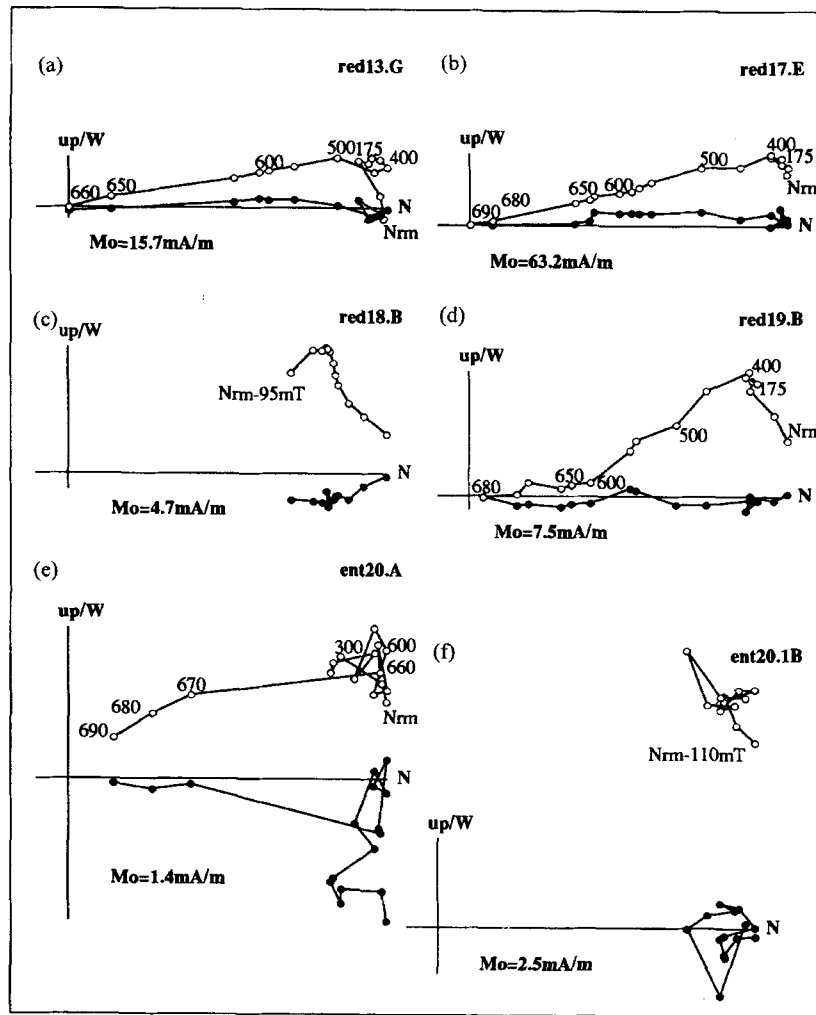 (a)
red13.G
up/W
660
650
600
500
175
400
N
Nrm
Mo=15.7mA/m
(b)
red17.E
up/W
690
680
650
600
500
400
175
Nrm
N
Mo=63.2mA/m
(c)
red18.B
up/W
Nrm-95mT
N
Mo=4.7mA/m
(d)
red19.B
up/W
680
650
600
500
400
175
Nrm
N
Mo=7.5mA/m
(e)
ent20.A
up/W
690
680
670
300
600
660
Nrm
N
Mo=1.4mA/m
(f)
ent20.1B
Nrm-110mT
up/W
N
Mo=2.5mA/m